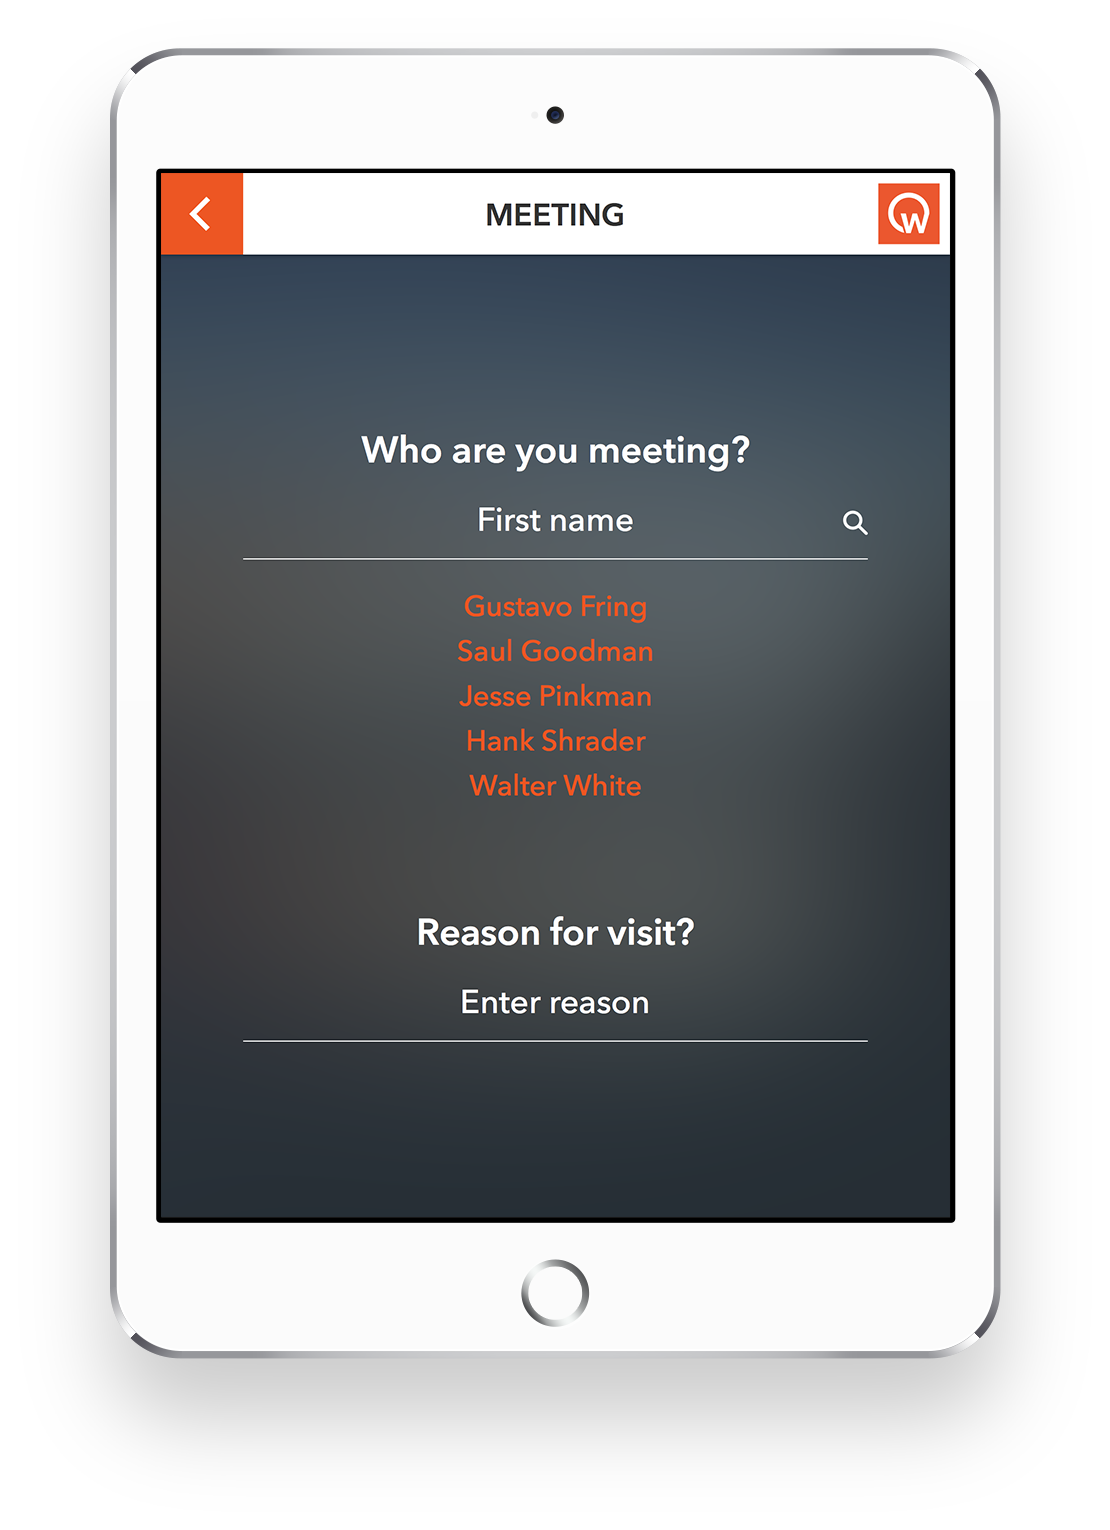 MEETING
W
Who are you meeting?
First name
Gustavo Fring
Saul Goodman
Jesse Pinkman
Hank Shrader
Walter White
Reason for visit?
Enter reason